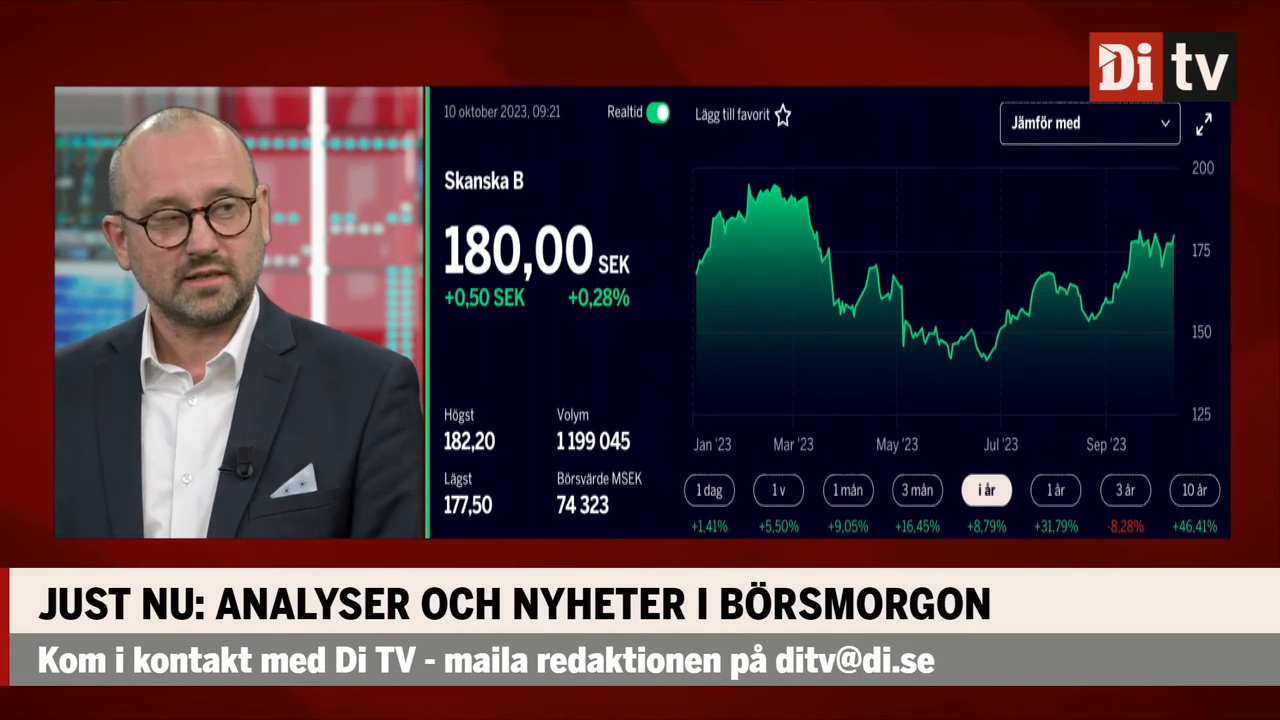 Di tv
10 oktober 2023, 09:21
Realtid
Lägg till favorit
Jämför med
Skanska B
180,00 SEK
+0,50 SEK +0,28%
Högst Volym
182,20 1 199 045
Lägst Börsvärde MSEK
177,50 74 323
200
175
150
125
Jan '23 Mar '23 May '23 Jul '23 Sep '23
1 dag 1 v 1 mån 3 mån i år 1 år 3 år 10 år
+1,41% +5,50% +9,05% +16,45% +8,79% +31,79% -8,28% +46,41%
JUST NU: ANALYSER OCH NYHETER I BÖRSMORGON
Kom i kontakt med Di TV - maila redaktionen på ditv@di.se